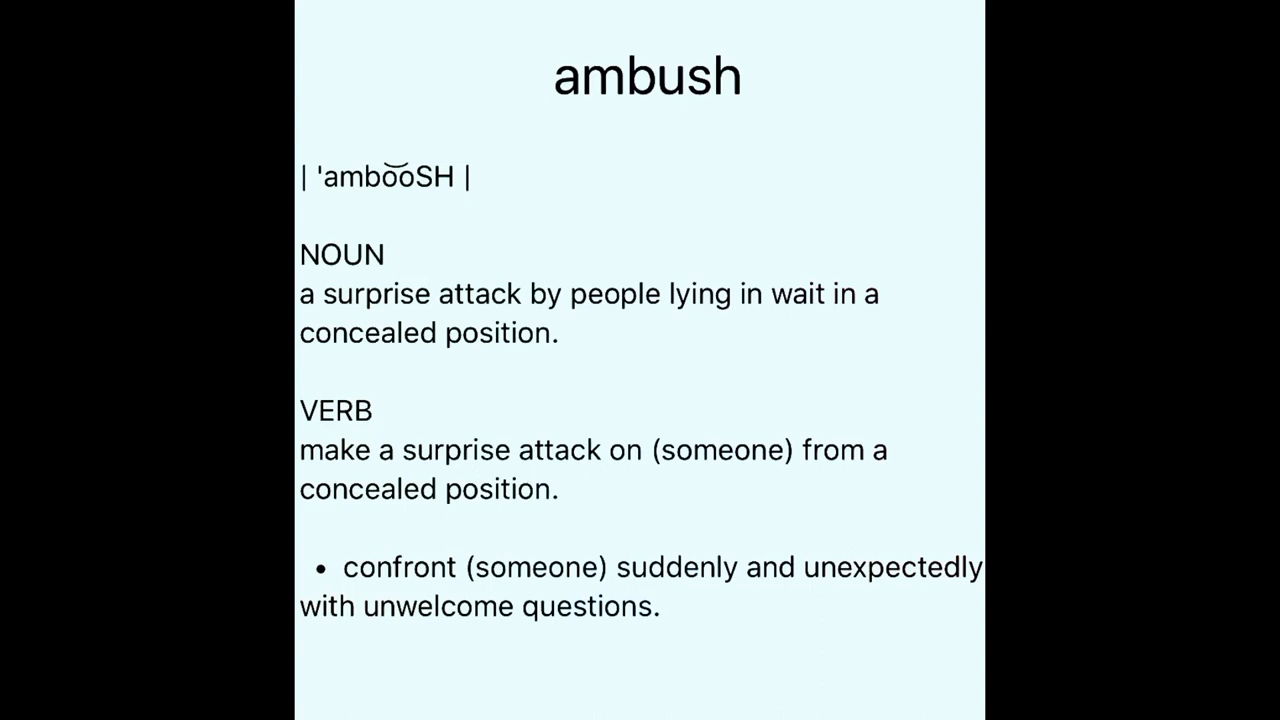 ambush
| 'ambo͝oSH |
NOUN
a surprise attack by people lying in wait in a
concealed position.
VERB
make a surprise attack on (someone) from a
concealed position.
• confront (someone) suddenly and unexpectedly
with unwelcome questions.